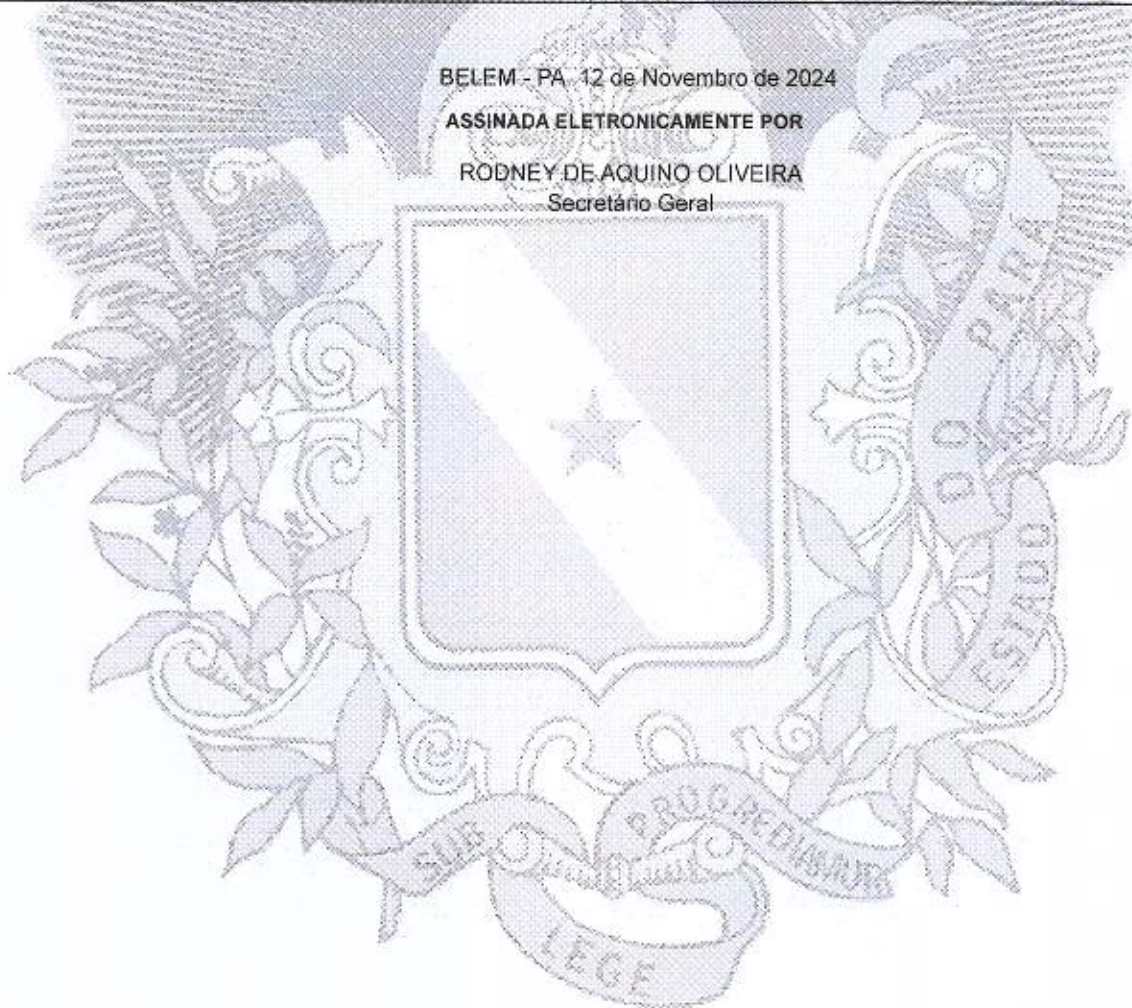 BELEM - PA, 12 de Novembro de 2024
ASSINADA ELETRONICAMENTE POR
RODNEY DE AQUINO OLIVEIRA
Secretário Geral
ESTADO DO PARÁ
SUB LEGE PROGREDIAMUR